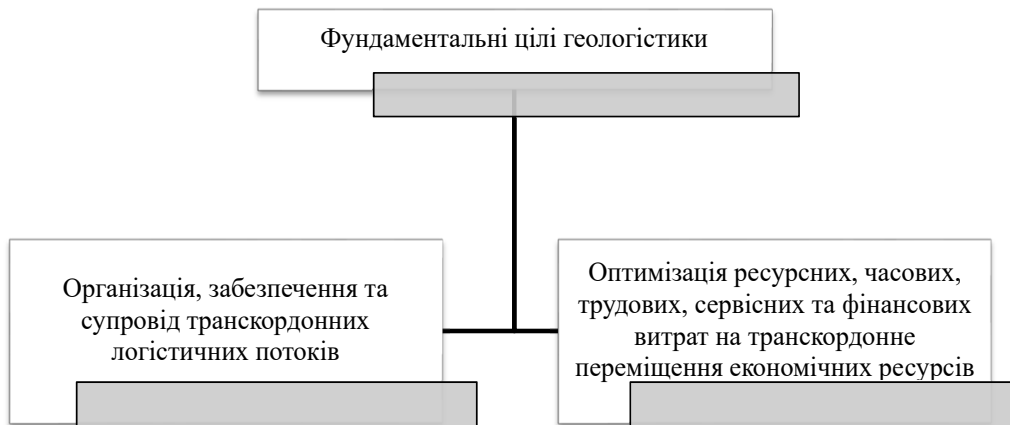 Фундаментальні цілі геологістики
Організація, забезпечення та
супровід транскордонних
логістичних потоків
Оптимізація ресурсних, часових,
трудових, сервісних та фінансових
витрат на транскордонне
переміщення економічних ресурсів